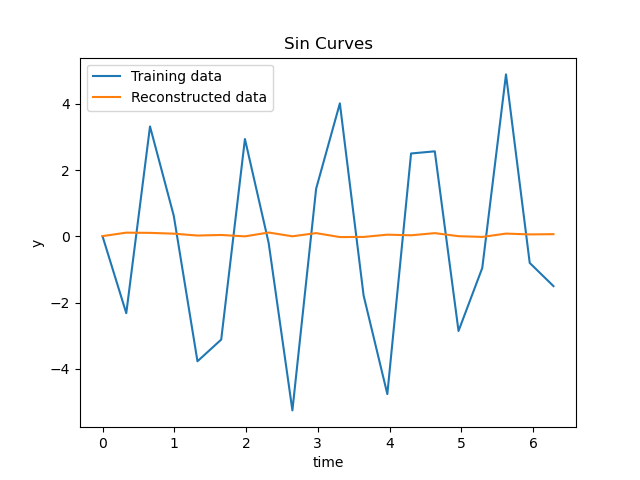 Sin Curves
Training data
Reconstructed data
y
4
2
0
−2
−4
0 1 2 3 4 5 6
time